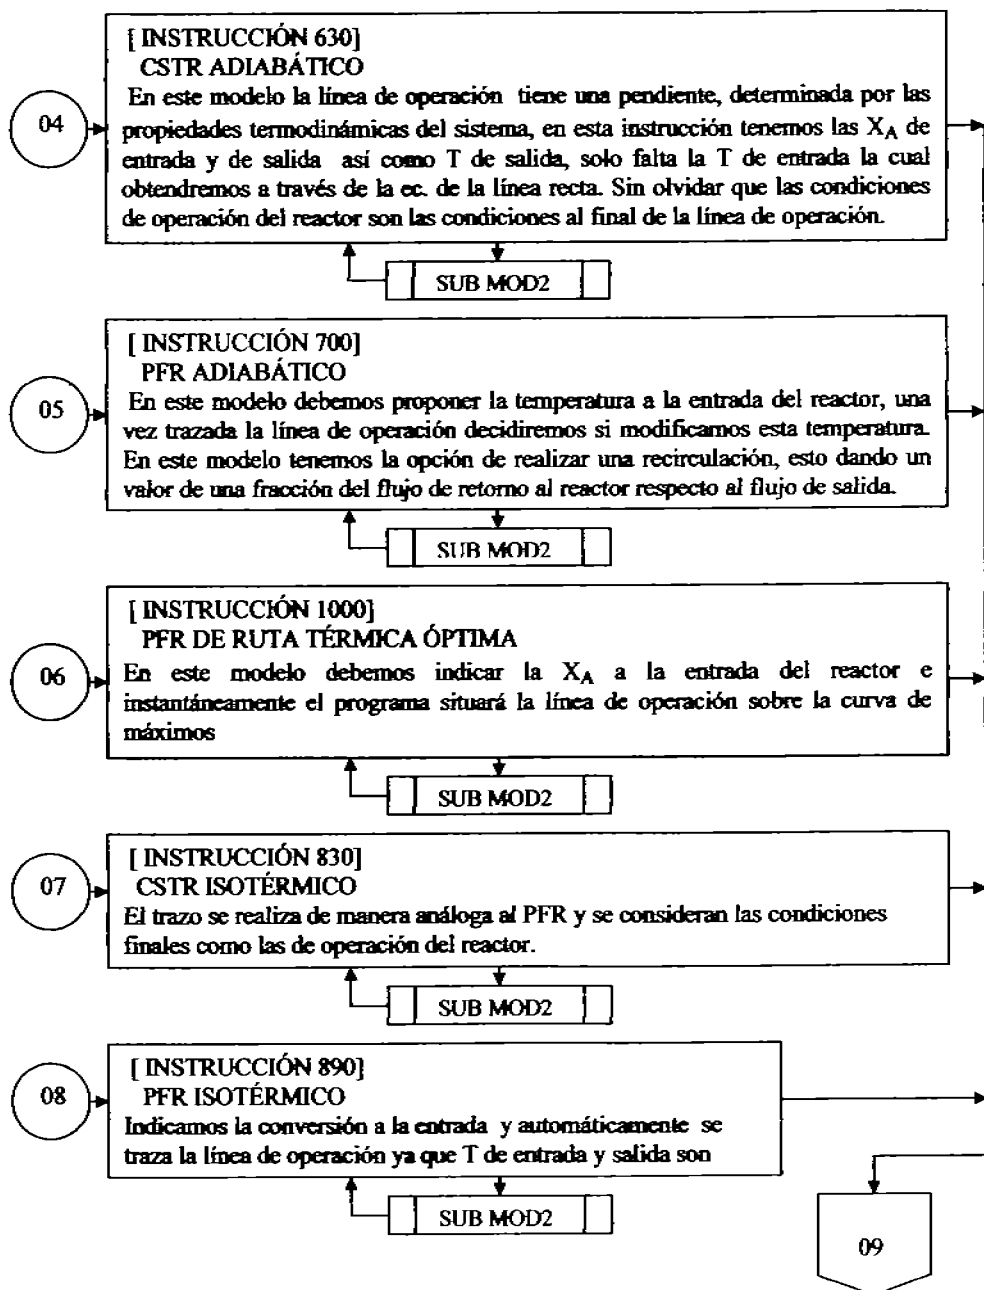 [ INSTRUCCIÓN 630]
CSTR ADIABÁTICO
04
En este modelo la línea de operación tiene una pendiente, determinada por las
propiedades termodinámicas del sistema, en esta instrucción tenemos las X_A de
entrada y de salida así como T de salida, solo falta la T de entrada la cual
obtendremos a través de la ec. de la línea recta. Sin olvidar que las condiciones
de operación del reactor son las condiciones al final de la línea de operación.
SUB MOD2
[ INSTRUCCIÓN 700]
PFR ADIABÁTICO
05
En este modelo debemos proponer la temperatura a la entrada del reactor, una
vez trazada la línea de operación decidiremos si modificamos esta temperatura.
En este modelo tenemos la opción de realizar una recirculación, esto dando un
valor de una fracción del flujo de retorno al reactor respecto al flujo de salida.
SUB MOD2
[ INSTRUCCIÓN 1000]
PFR DE RUTA TÉRMICA ÓPTIMA
06
En este modelo debemos indicar la X_A a la entrada del reactor e
instantáneamente el programa situará la línea de operación sobre la curva de
máximos
SUB MOD2
[ INSTRUCCIÓN 830]
07
CSTR ISOTÉRMICO
El trazo se realiza de manera análoga al PFR y se consideran las condiciones
finales como las de operación del reactor.
SUB MOD2
[ INSTRUCCIÓN 890]
08
PFR ISOTÉRMICO
Indicamos la conversión a la entrada y automáticamente se
traza la línea de operación ya que T de entrada y salida son
SUB MOD2
09